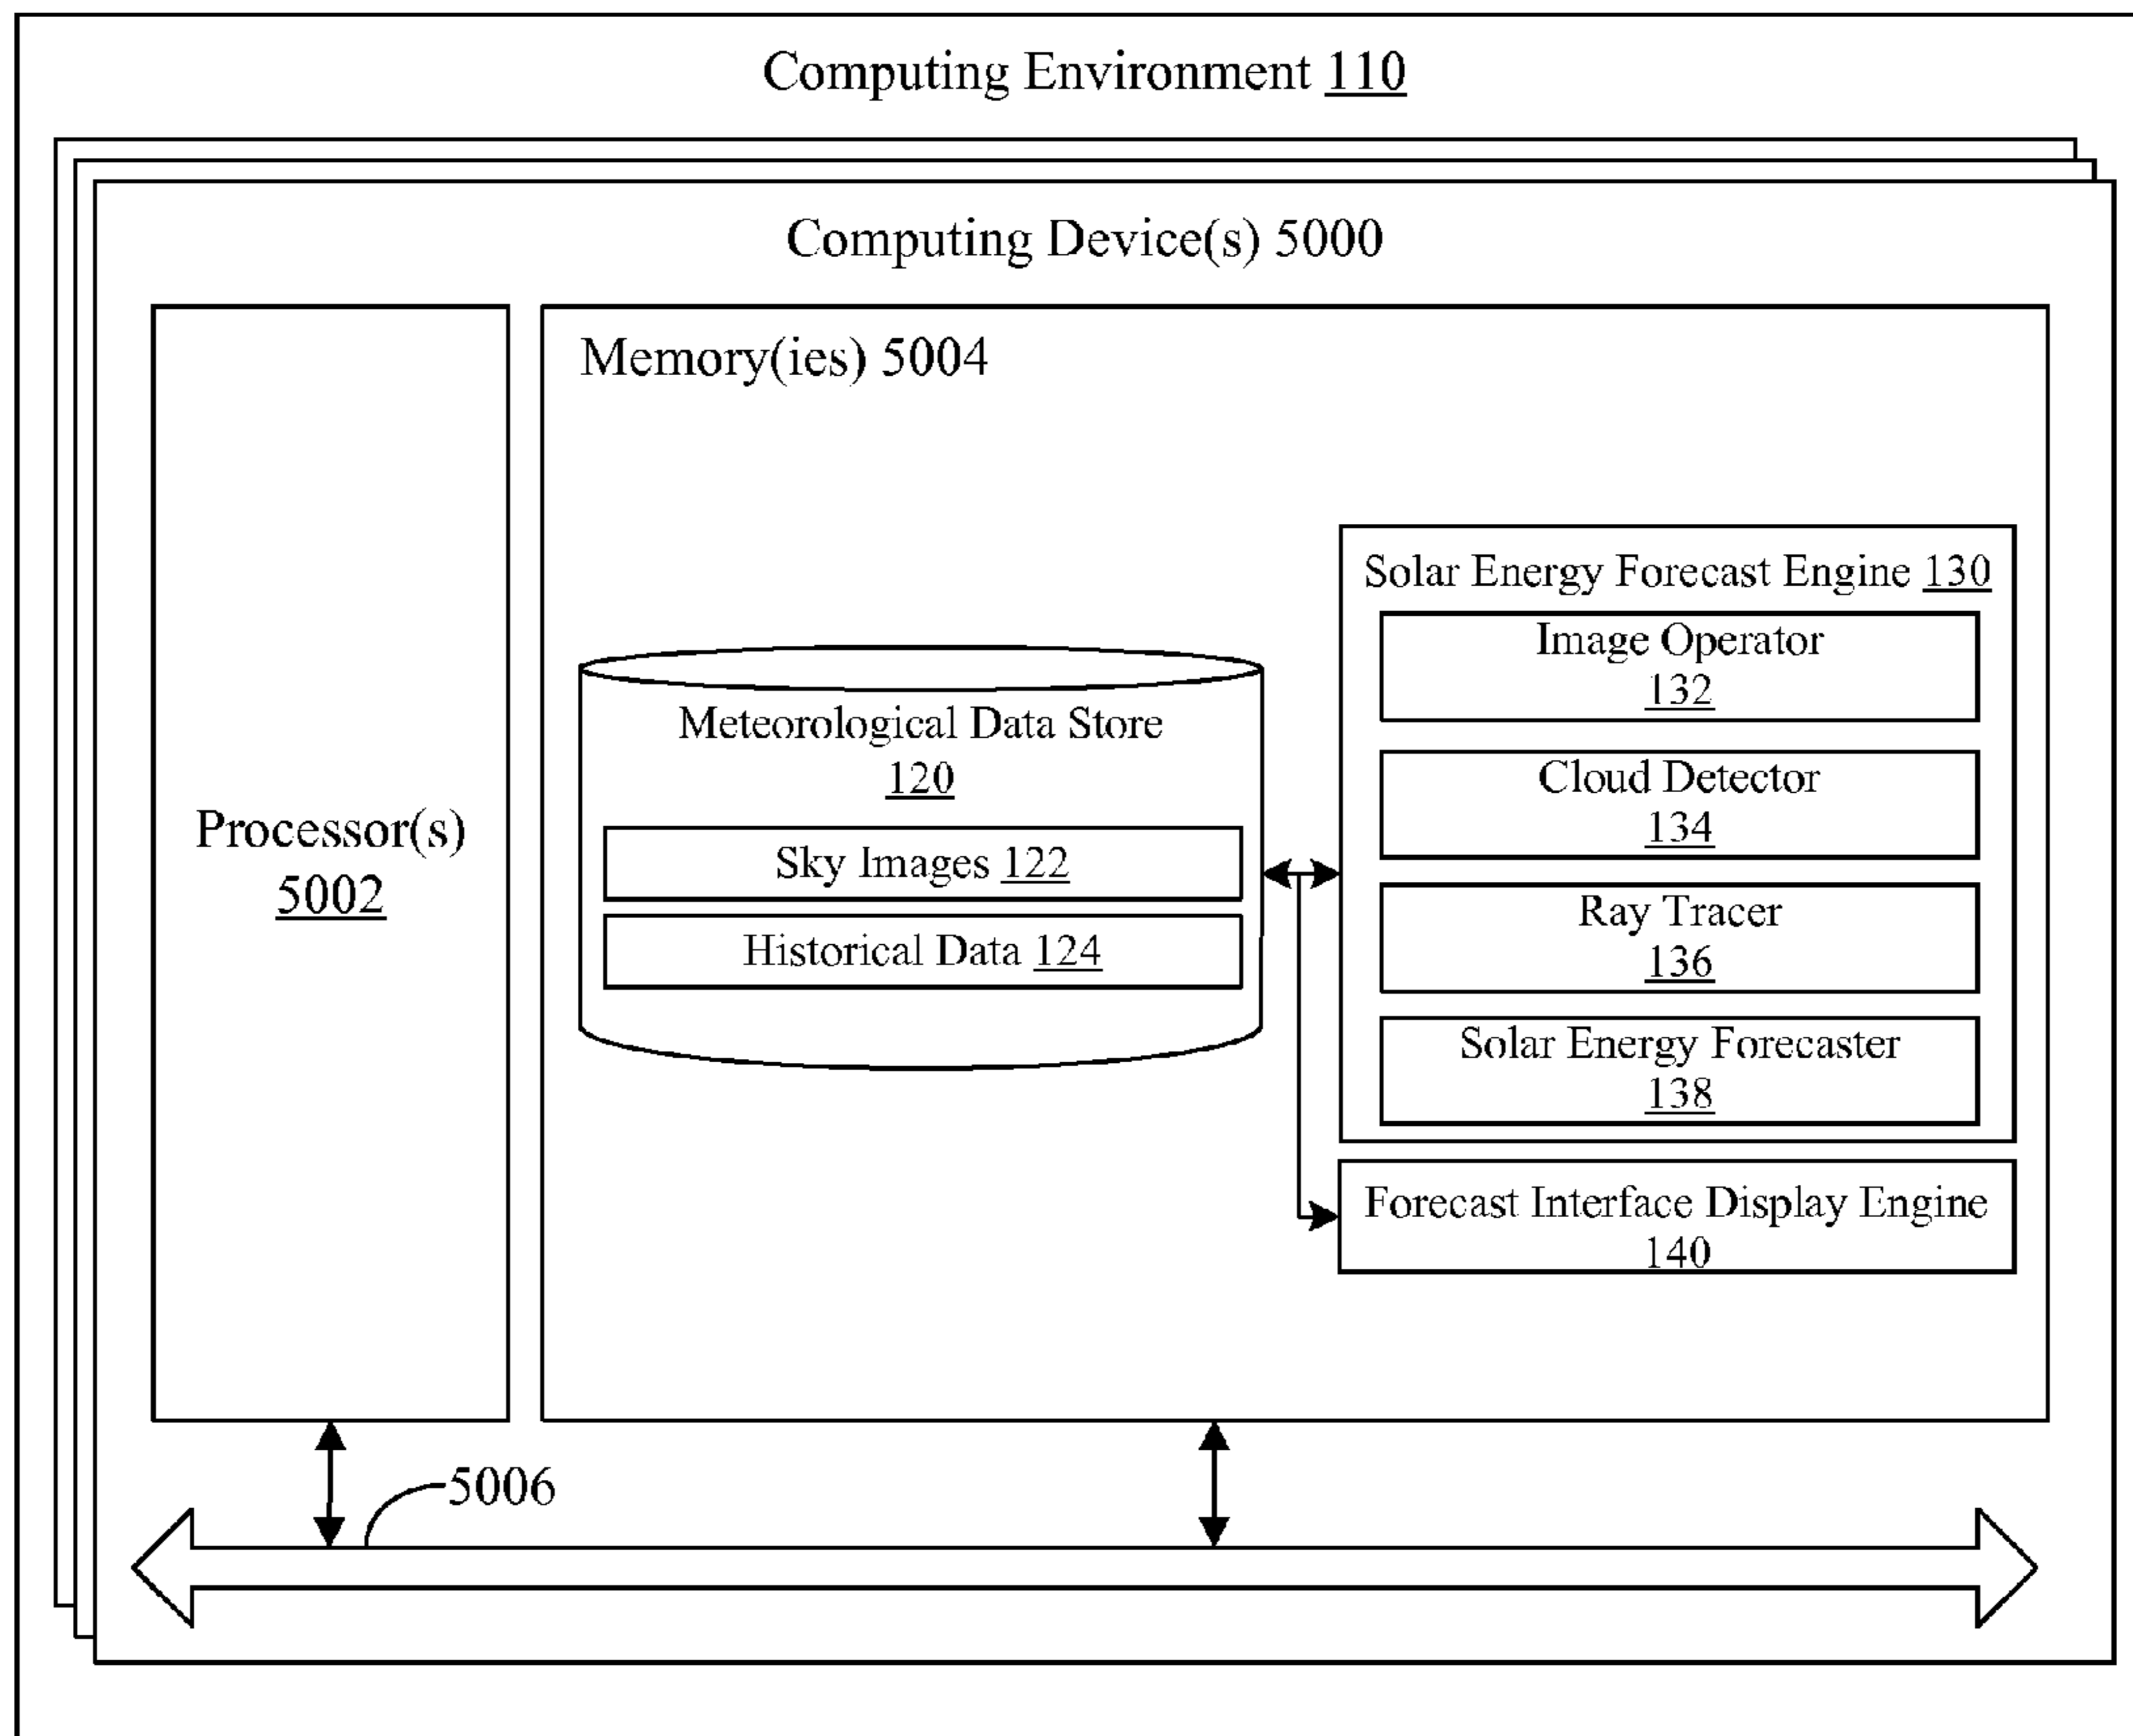 Computing Environment 110
Computing Device(s) 5000
Processor(s)
5002
Memory(ies) 5004
Meteorological Data Store
120
Sky Images 122
Historical Data 124
Solar Energy Forecast Engine 130
Image Operator
132
Cloud Detector
134
Ray Tracer
136
Solar Energy Forecaster
138
Forecast Interface Display Engine
140
5006